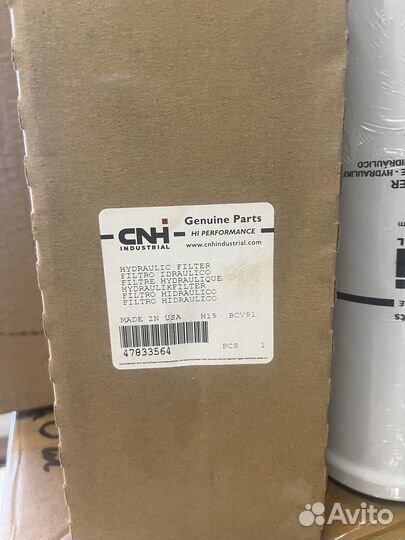 CNH
INDUSTRIAL
Genuine Parts
HI PERFORMANCE
www.cnhindustrial.com
HYDRAULIC FILTER
FILTRO IDRAULICO
FILTRE HYDRAULIQUE
HYDRAULIKFILTER
FILTRO HIDRAULICO
FILTRO HIDRAULICO
MADE IN USA H19 BCV91
47833564
PCS 1
Avito